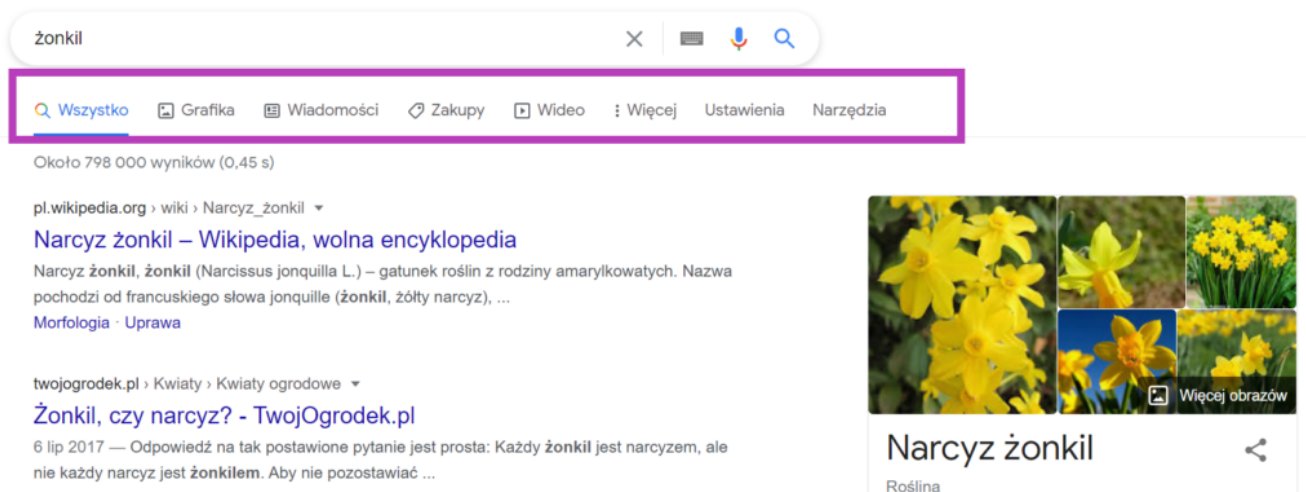 żonkil
Wszystko Grafika Wiadomości Zakupy Wideo Więcej Ustawienia Narzędzia
Około 798 000 wyników (0,45 s)
pl.wikipedia.org › wiki › Narcyz_żonkil
Narcyz żonkil – Wikipedia, wolna encyklopedia
Narcyz żonkil, żonkil (Narcissus jonquilla L.) – gatunek roślin z rodziny amarylkowatych. Nazwa
pochodzi od francuskiego słowa jonquille (żonkil, żółty narcyz), ...
Morfologia · Uprawa
twojogrodek.pl › Kwiaty › Kwiaty ogrodowe
Żonkil, czy narcyz? - TwojOgrodek.pl
6 lip 2017 — Odpowiedź na tak postawione pytanie jest prosta: Każdy żonkil jest narcyzem, ale
nie każdy narcyz jest żonkilem. Aby nie pozostawiać ...
Więcej obrazów
Narcyz żonkil
Roślina